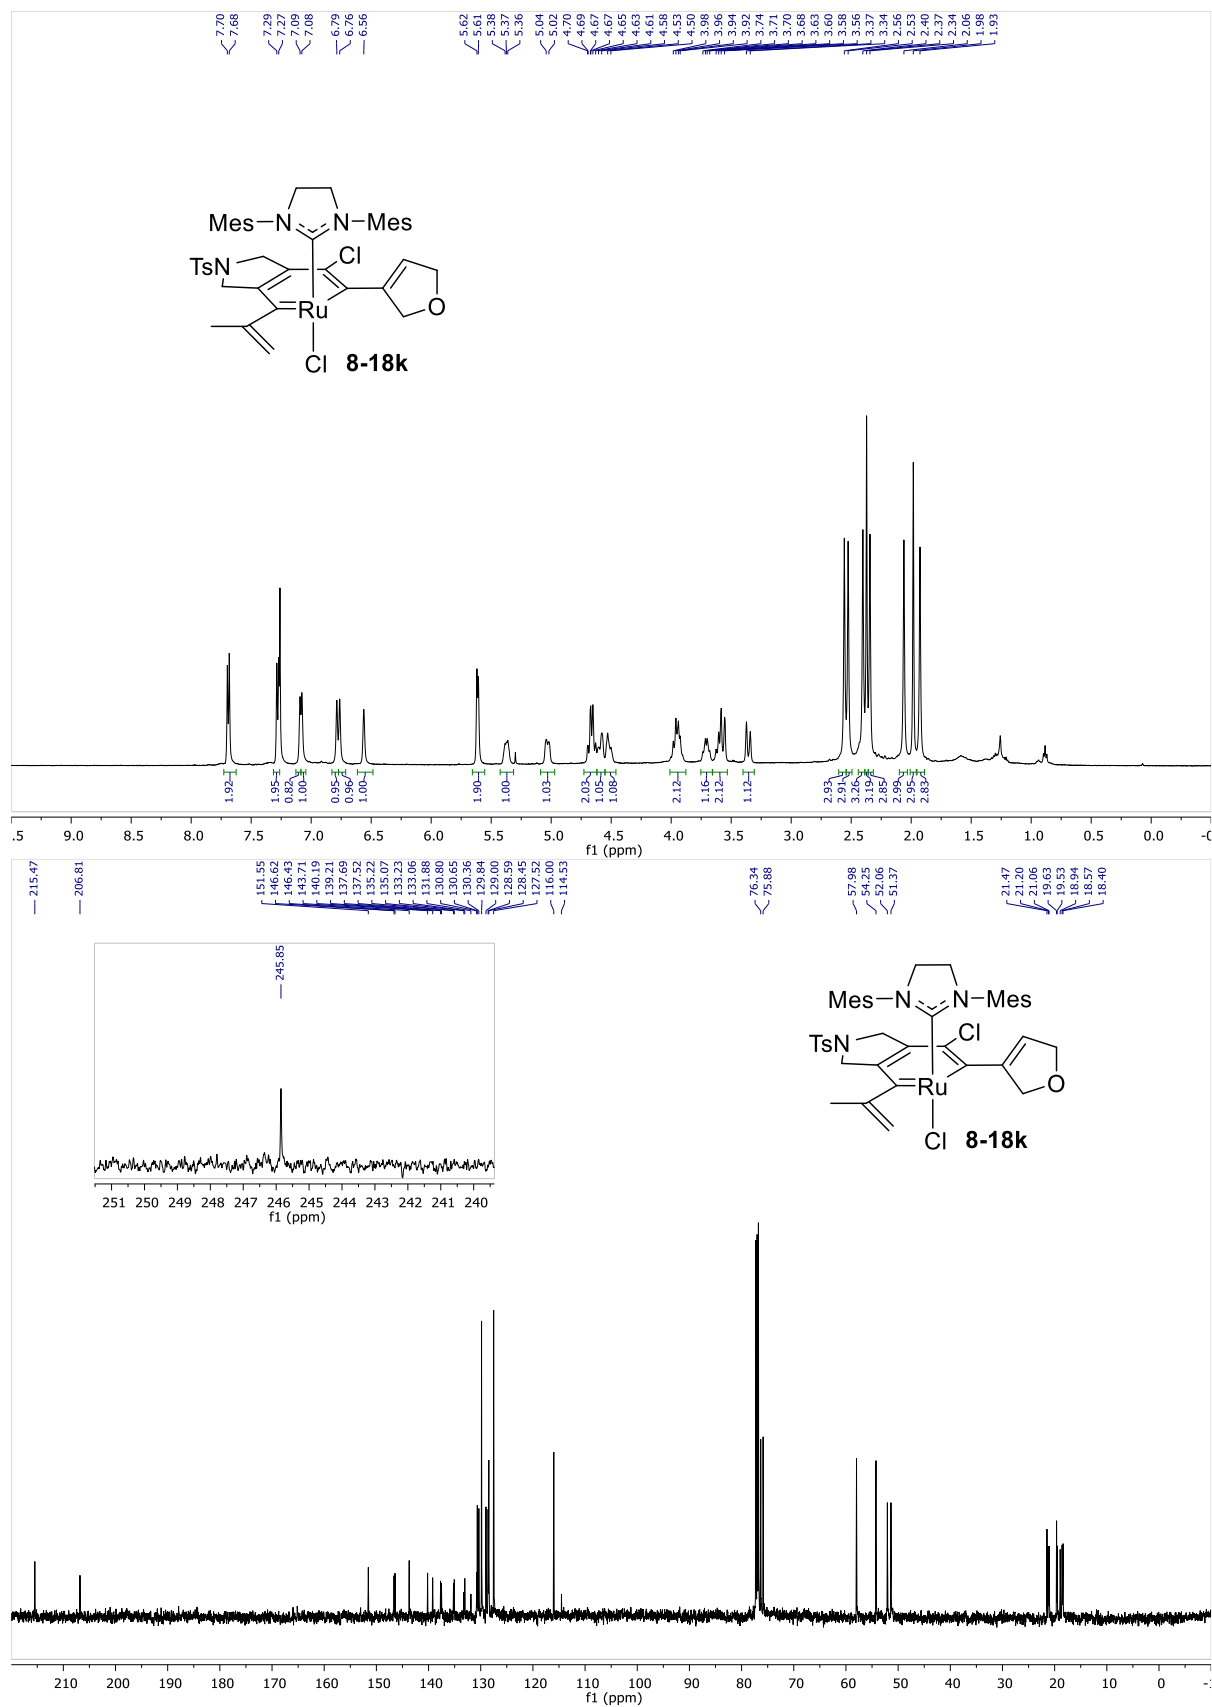 7.70 7.68 7.29 7.27 7.09 7.08 6.79 6.76 6.56 5.62 5.61 5.38 5.37 5.36 5.04 5.02 4.70 4.69 4.67 4.67 4.65 4.63 4.61 4.58 4.53 4.50 3.98 3.96 3.94 3.92 3.74 3.71 3.70 3.68 3.63 3.60 3.58 3.56 3.37 3.34 2.56 2.53 2.40 2.37 2.34 2.06 1.98 1.93
Mes N N Mes
TsN Cl
O
Ru
Cl 8-18k
1.92 1.95 0.82 1.00 0.95 0.96 1.00 1.90 1.00 1.03 2.03 1.05 1.08 2.12 1.16 2.12 1.12 2.93 2.91 3.26 3.19 2.85 2.99 2.95 2.83
.5 9.0 8.5 8.0 7.5 7.0 6.5 6.0 5.5 5.0 4.5 4.0 3.5 3.0 2.5 2.0 1.5 1.0 0.5 0.0 -0
f1 (ppm)
215.47 206.81 151.55 146.62 146.43 143.71 140.19 139.21 137.69 137.52 135.22 135.07 133.23 133.06 131.88 130.80 130.65 130.36 129.84 129.00 128.59 128.45 127.52 116.00 114.53 76.34 75.88 57.98 54.25 52.06 51.37 21.47 21.20 21.06 19.63 19.53 18.94 18.57 18.40
245.85
251 250 249 248 247 246 245 244 243 242 241 240
f1 (ppm)
Mes N N Mes
TsN Cl
O
Ru
Cl 8-18k
210 200 190 180 170 160 150 140 130 120 110 100 90 80 70 60 50 40 30 20 10 0 -1
f1 (ppm)